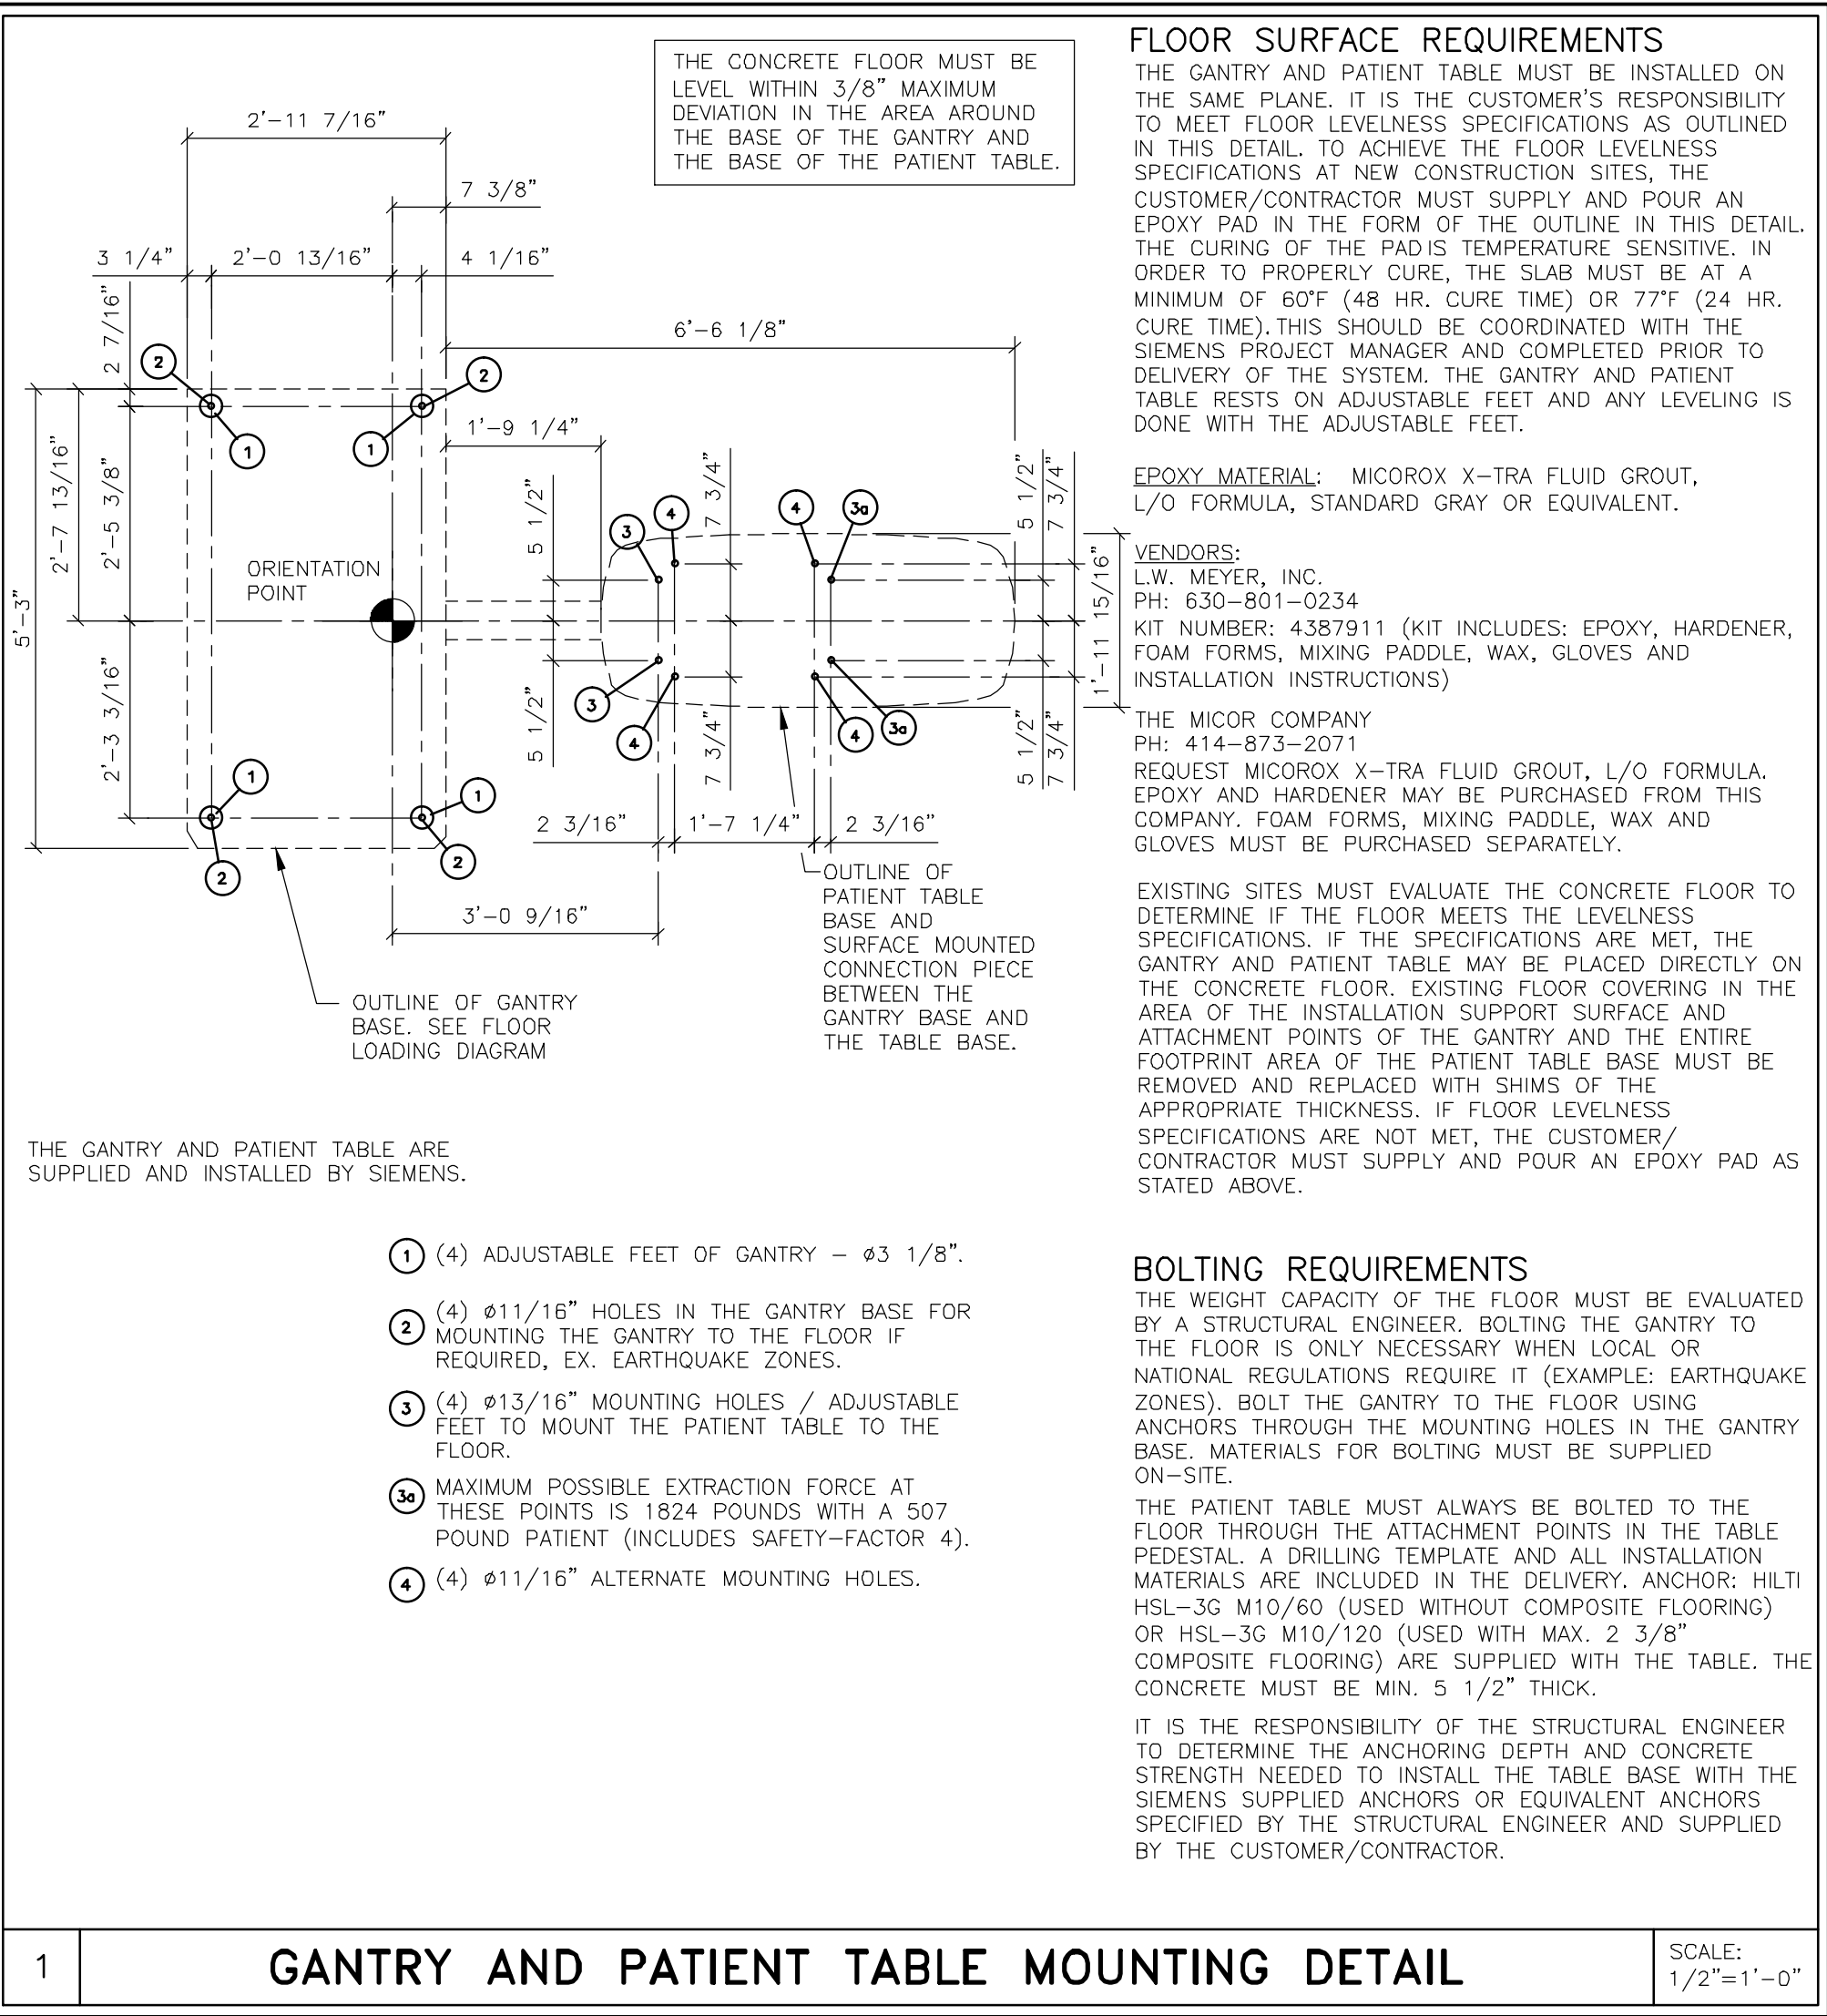 THE CONCRETE FLOOR MUST BE
LEVEL WITHIN 3/8" MAXIMUM
DEVIATION IN THE AREA AROUND
THE BASE OF THE GANTRY AND
THE BASE OF THE PATIENT TABLE.
2'-11 7/16"
7 3/8"
3 1/4"
2'-0 13/16"
4 1/16"
2 7/16"
6'-6 1/8"
2
2
1
1
1'-9 1/4"
5'-3"
2'-7 13/16"
2'-5 3/8"
2'-3 3/16"
ORIENTATION
POINT
5 1/2"
7 3/4"
5 1/2"
7 3/4"
3
4
4
3a
1'-11 15/16"
3
4
4
3a
5 1/2"
7 3/4"
5 1/2"
7 3/4"
1
1
2
2
2 3/16"
1'-7 1/4"
2 3/16"
3'-0 9/16"
OUTLINE OF
PATIENT TABLE
BASE AND
SURFACE MOUNTED
CONNECTION PIECE
BETWEEN THE
GANTRY BASE AND
THE TABLE BASE.
OUTLINE OF GANTRY
BASE. SEE FLOOR
LOADING DIAGRAM
THE GANTRY AND PATIENT TABLE ARE
SUPPLIED AND INSTALLED BY SIEMENS.
1 (4) ADJUSTABLE FEET OF GANTRY - ø3 1/8".
2 (4) ø11/16" HOLES IN THE GANTRY BASE FOR
MOUNTING THE GANTRY TO THE FLOOR IF
REQUIRED, EX. EARTHQUAKE ZONES.
3 (4) ø13/16" MOUNTING HOLES / ADJUSTABLE
FEET TO MOUNT THE PATIENT TABLE TO THE
FLOOR.
3a MAXIMUM POSSIBLE EXTRACTION FORCE AT
THESE POINTS IS 1824 POUNDS WITH A 507
POUND PATIENT (INCLUDES SAFETY-FACTOR 4).
4 (4) ø11/16" ALTERNATE MOUNTING HOLES.
FLOOR SURFACE REQUIREMENTS
THE GANTRY AND PATIENT TABLE MUST BE INSTALLED ON
THE SAME PLANE. IT IS THE CUSTOMER'S RESPONSIBILITY
TO MEET FLOOR LEVELNESS SPECIFICATIONS AS OUTLINED
IN THIS DETAIL. TO ACHIEVE THE FLOOR LEVELNESS
SPECIFICATIONS AT NEW CONSTRUCTION SITES, THE
CUSTOMER/CONTRACTOR MUST SUPPLY AND POUR AN
EPOXY PAD IN THE FORM OF THE OUTLINE IN THIS DETAIL.
THE CURING OF THE PAD IS TEMPERATURE SENSITIVE. IN
ORDER TO PROPERLY CURE, THE SLAB MUST BE AT A
MINIMUM OF 60°F (48 HR. CURE TIME) OR 77°F (24 HR.
CURE TIME). THIS SHOULD BE COORDINATED WITH THE
SIEMENS PROJECT MANAGER AND COMPLETED PRIOR TO
DELIVERY OF THE SYSTEM. THE GANTRY AND PATIENT
TABLE RESTS ON ADJUSTABLE FEET AND ANY LEVELING IS
DONE WITH THE ADJUSTABLE FEET.
EPOXY MATERIAL: MICOROX X-TRA FLUID GROUT,
L/O FORMULA, STANDARD GRAY OR EQUIVALENT.
VENDORS:
L.W. MEYER, INC.
PH: 630-801-0234
KIT NUMBER: 4387911 (KIT INCLUDES: EPOXY, HARDENER,
FOAM FORMS, MIXING PADDLE, WAX, GLOVES AND
INSTALLATION INSTRUCTIONS)
THE MICOR COMPANY
PH: 414-873-2071
REQUEST MICOROX X-TRA FLUID GROUT, L/O FORMULA.
EPOXY AND HARDENER MAY BE PURCHASED FROM THIS
COMPANY. FOAM FORMS, MIXING PADDLE, WAX AND
GLOVES MUST BE PURCHASED SEPARATELY.
EXISTING SITES MUST EVALUATE THE CONCRETE FLOOR TO
DETERMINE IF THE FLOOR MEETS THE LEVELNESS
SPECIFICATIONS. IF THE SPECIFICATIONS ARE MET, THE
GANTRY AND PATIENT TABLE MAY BE PLACED DIRECTLY ON
THE CONCRETE FLOOR. EXISTING FLOOR COVERING IN THE
AREA OF THE INSTALLATION SUPPORT SURFACE AND
ATTACHMENT POINTS OF THE GANTRY AND THE ENTIRE
FOOTPRINT AREA OF THE PATIENT TABLE BASE MUST BE
REMOVED AND REPLACED WITH SHIMS OF THE
APPROPRIATE THICKNESS. IF FLOOR LEVELNESS
SPECIFICATIONS ARE NOT MET, THE CUSTOMER/
CONTRACTOR MUST SUPPLY AND POUR AN EPOXY PAD AS
STATED ABOVE.
BOLTING REQUIREMENTS
THE WEIGHT CAPACITY OF THE FLOOR MUST BE EVALUATED
BY A STRUCTURAL ENGINEER. BOLTING THE GANTRY TO
THE FLOOR IS ONLY NECESSARY WHEN LOCAL OR
NATIONAL REGULATIONS REQUIRE IT (EXAMPLE: EARTHQUAKE
ZONES). BOLT THE GANTRY TO THE FLOOR USING
ANCHORS THROUGH THE MOUNTING HOLES IN THE GANTRY
BASE. MATERIALS FOR BOLTING MUST BE SUPPLIED
ON-SITE.
THE PATIENT TABLE MUST ALWAYS BE BOLTED TO THE
FLOOR THROUGH THE ATTACHMENT POINTS IN THE TABLE
PEDESTAL. A DRILLING TEMPLATE AND ALL INSTALLATION
MATERIALS ARE INCLUDED IN THE DELIVERY. ANCHOR: HILTI
HSL-3G M10/60 (USED WITHOUT COMPOSITE FLOORING)
OR HSL-3G M10/120 (USED WITH MAX. 2 3/8"
COMPOSITE FLOORING) ARE SUPPLIED WITH THE TABLE. THE
CONCRETE MUST BE MIN. 5 1/2" THICK.
IT IS THE RESPONSIBILITY OF THE STRUCTURAL ENGINEER
TO DETERMINE THE ANCHORING DEPTH AND CONCRETE
STRENGTH NEEDED TO INSTALL THE TABLE BASE WITH THE
SIEMENS SUPPLIED ANCHORS OR EQUIVALENT ANCHORS
SPECIFIED BY THE STRUCTURAL ENGINEER AND SUPPLIED
BY THE CUSTOMER/CONTRACTOR.
1
GANTRY AND PATIENT TABLE MOUNTING DETAIL
SCALE:
1/2"=1'-0"